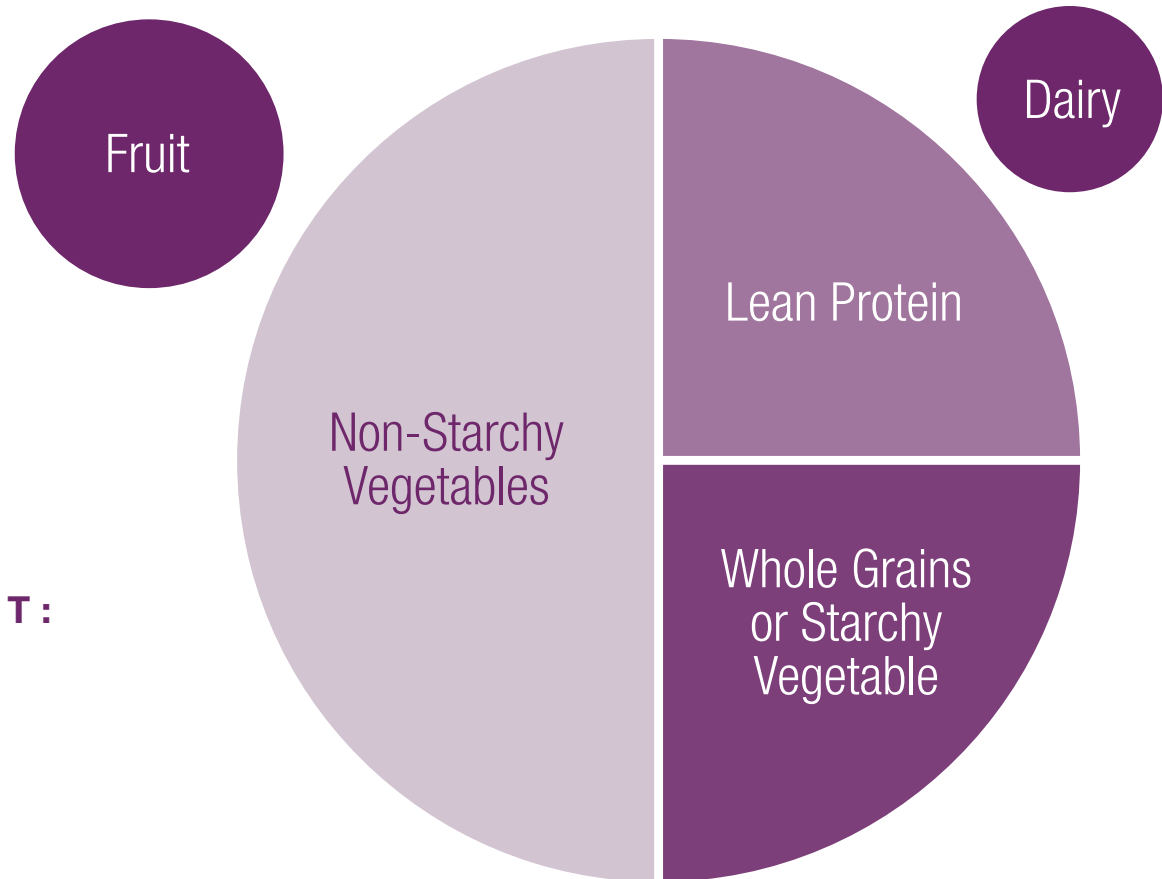 Fruit
Dairy
Lean Protein
Non-Starchy
Vegetables
Whole Grains
or Starchy
Vegetable
T: